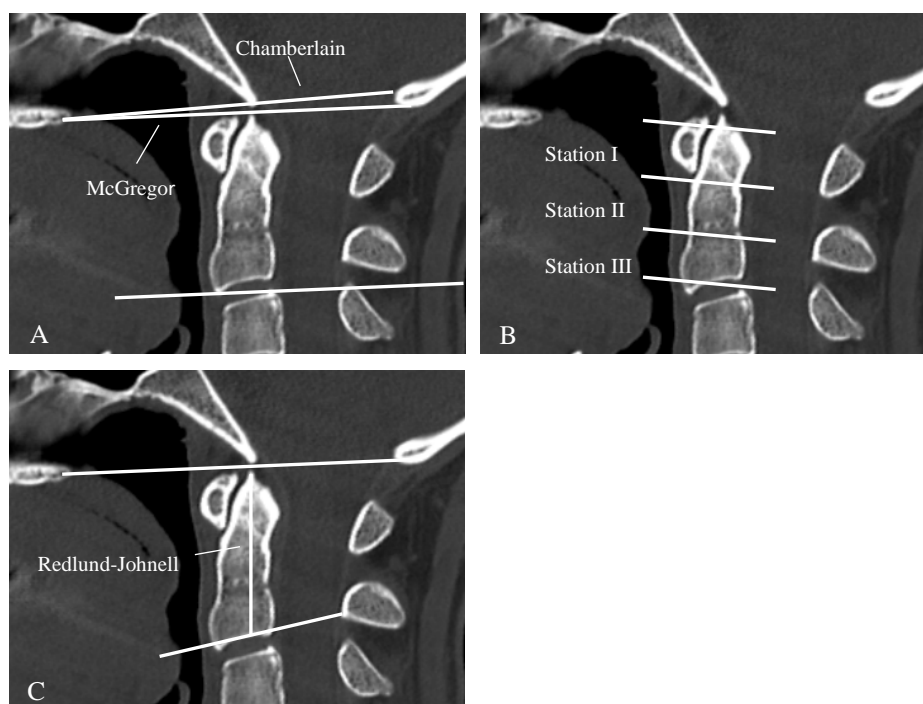 Chamberlain
McGregor
A
Station I
Station II
Station III
B
Redlund-Johnell
C